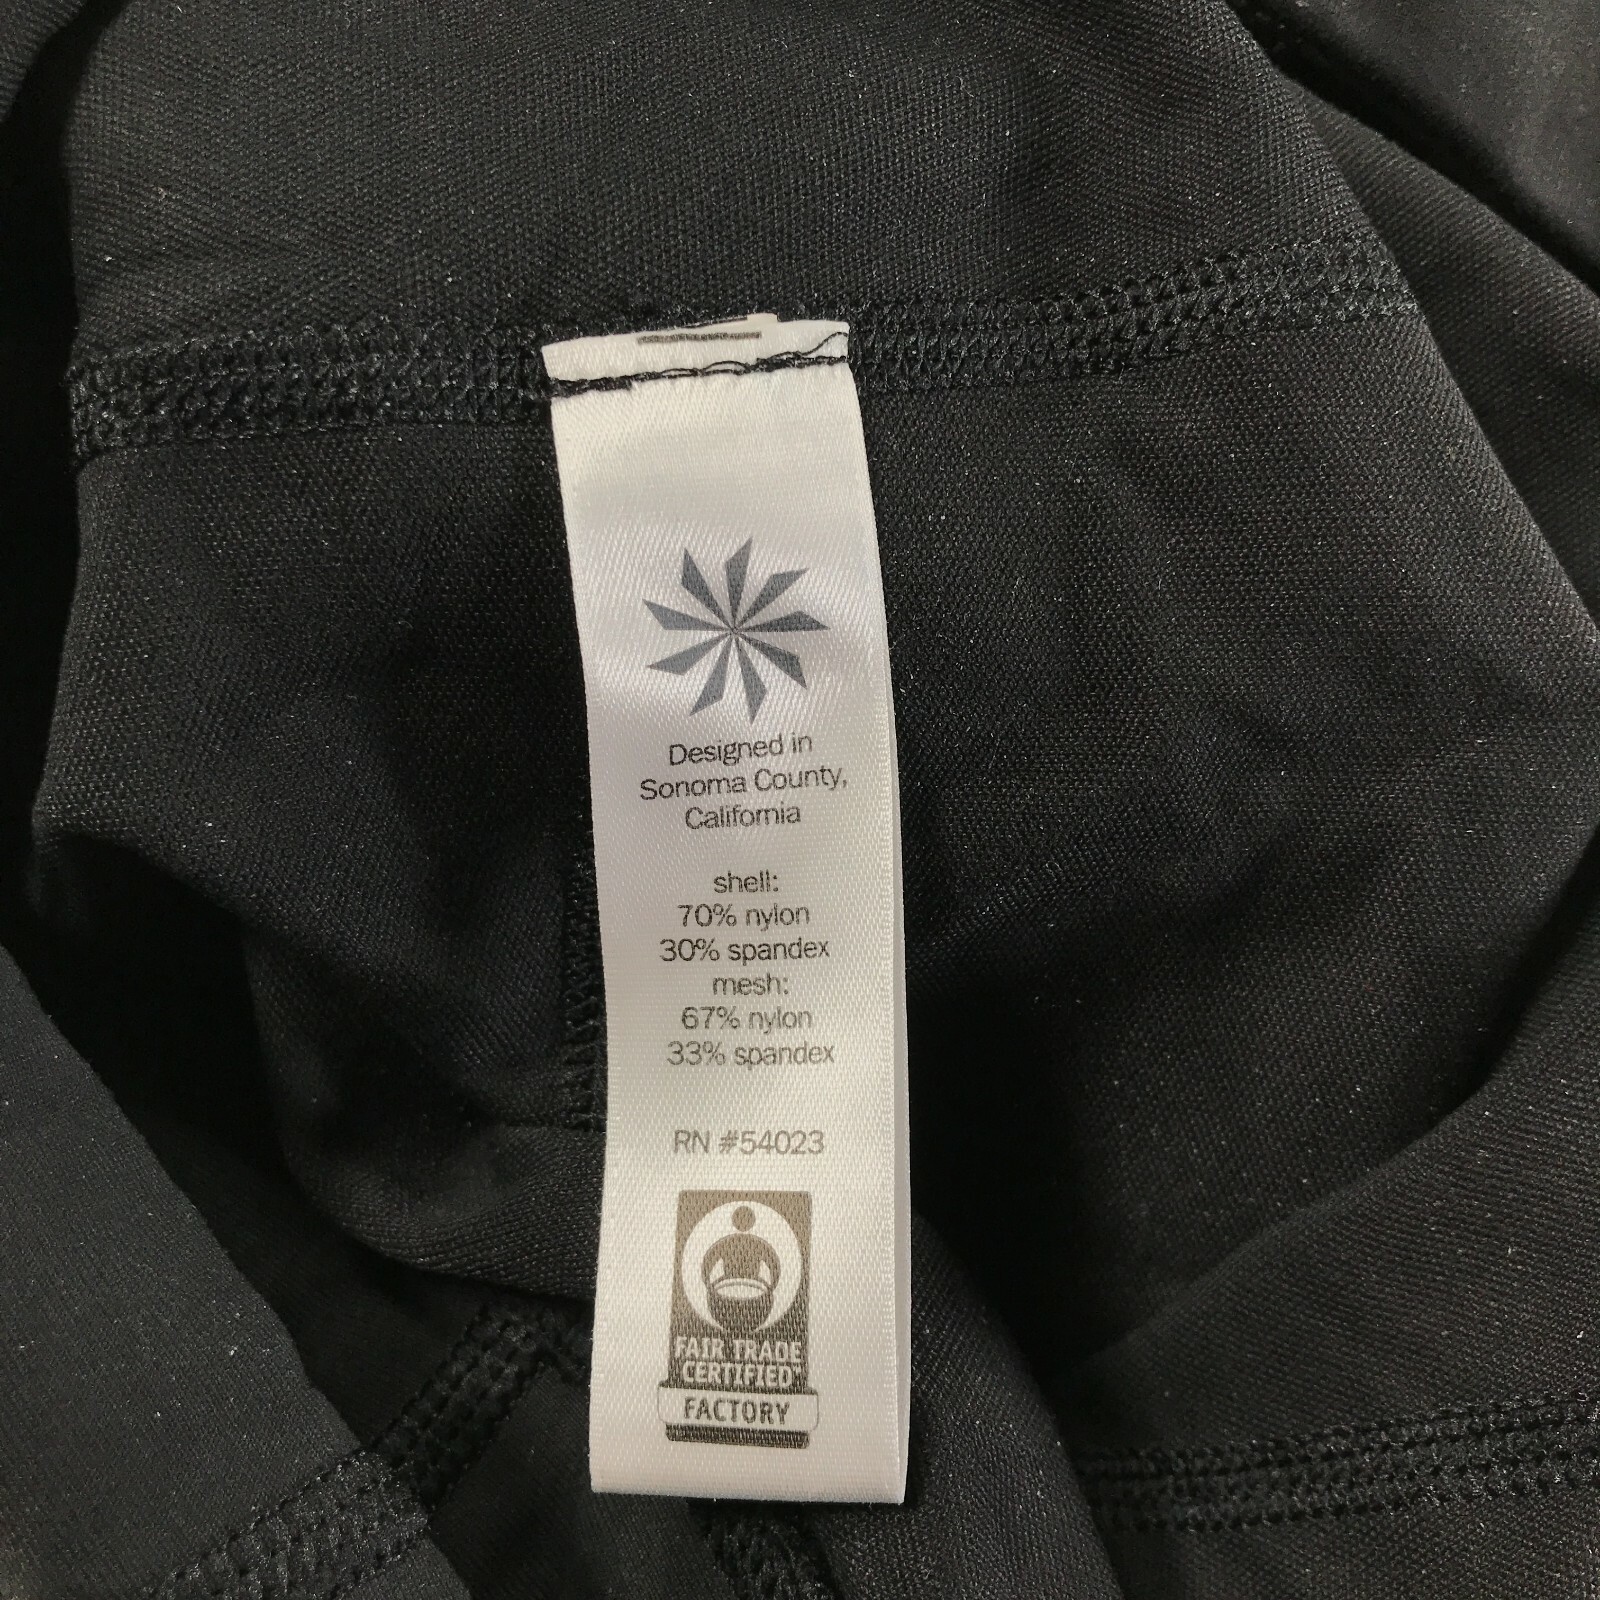 Designed in
Sonoma County,
California
shell:
70% nylon
30% spandex
mesh:
67% nylon
33% spandex
RN #54023
FAIR TRADE
CERTIFIED™
FACTORY